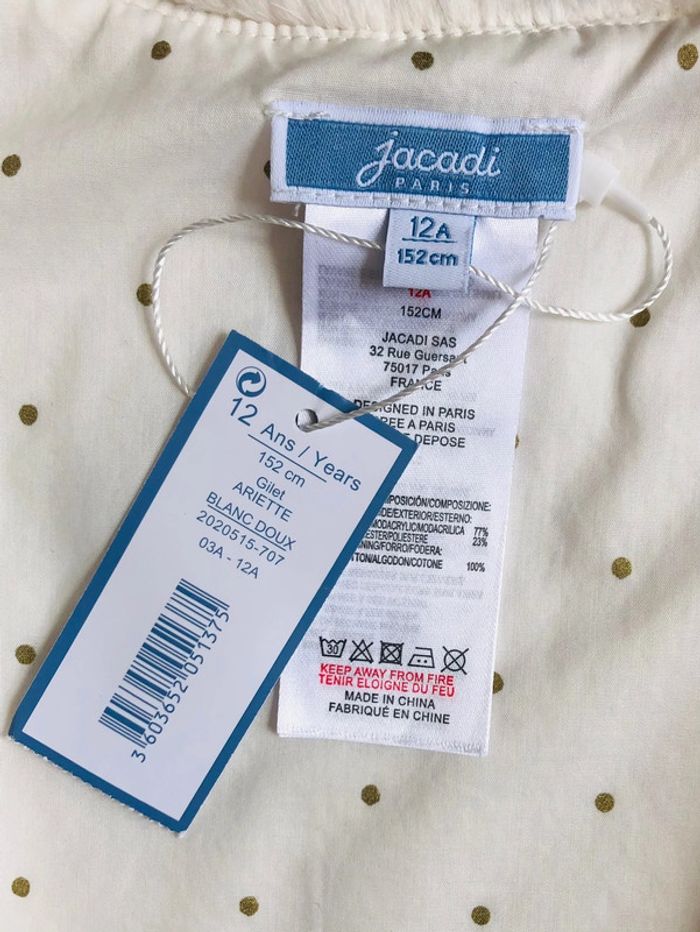 jacadi
PARIS
12A
152cm
12A
152CM
JACADI SAS
32 Rue Guersant
75017 Paris
FRANCE
DESIGNED IN PARIS
A PARIS
DEPOSE
77%
23%
100%
30
KEEP AWAY FROM FIRE
TENIR ELOIGNE DU FEU
MADE IN CHINA
FABRIQUÉ EN CHINE
12 Ans / Years
152 cm
Gilet
ARIETTE
BLANC DOUX
2020515-707
03A - 12A
3 603652 051375